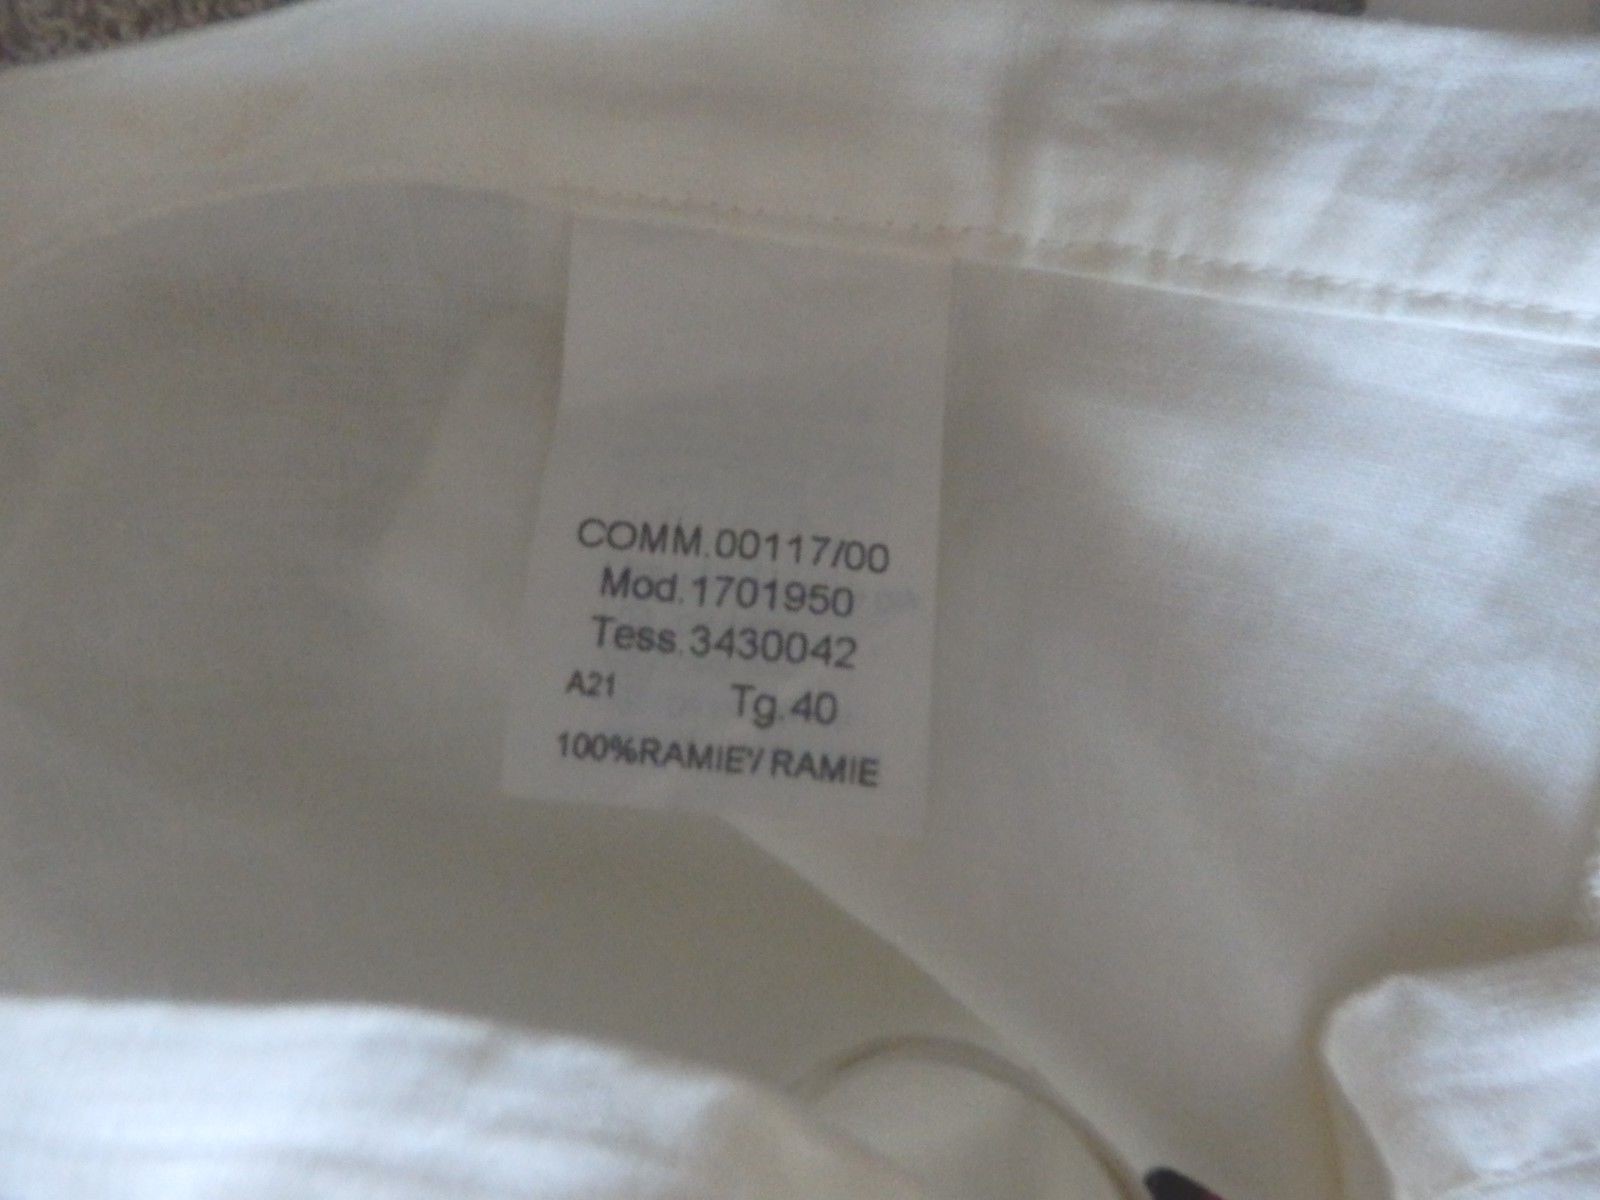 COMM.00117/00
Mod.1701950
Tess.3430042
A21 Tg.40
100%RAMIE'/ RAMIE